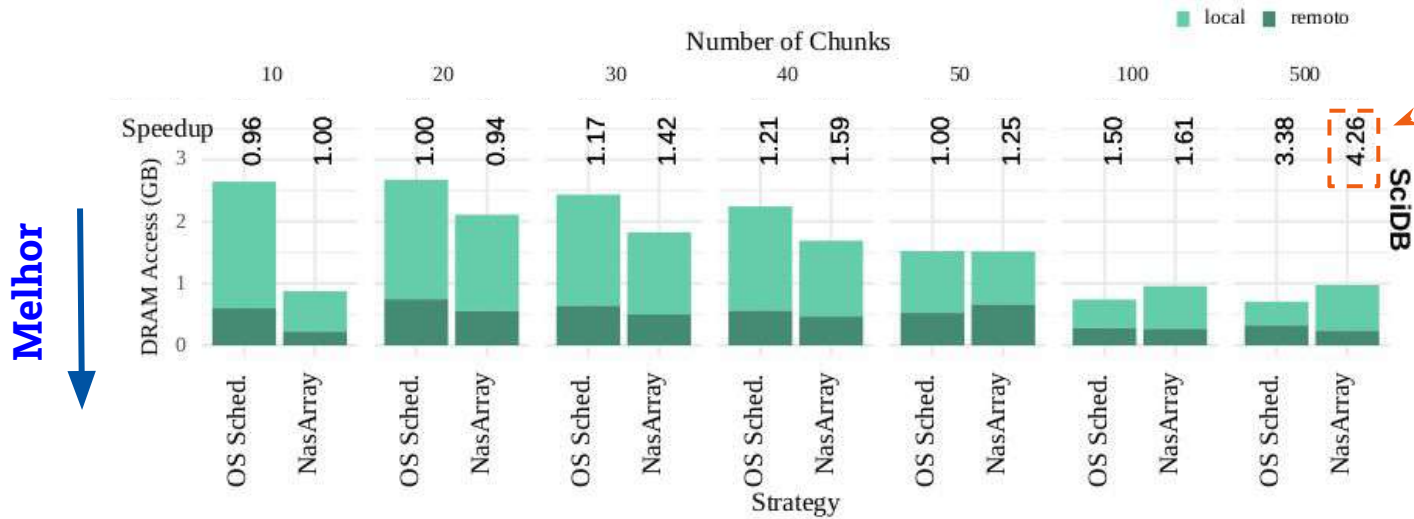 local remoto
Number of Chunks
10 20 30 40 50 100 500
Speedup 0.96 1.00 1.00 0.94 1.17 1.42 1.21 1.59 1.00 1.25 1.50 1.61 3.38 4.26
3
2
1
0
DRAM Access (GB)
Melhor
SciDB
OS Sched. NasArray OS Sched. NasArray OS Sched. NasArray OS Sched. NasArray OS Sched. NasArray OS Sched. NasArray OS Sched. NasArray
Strategy